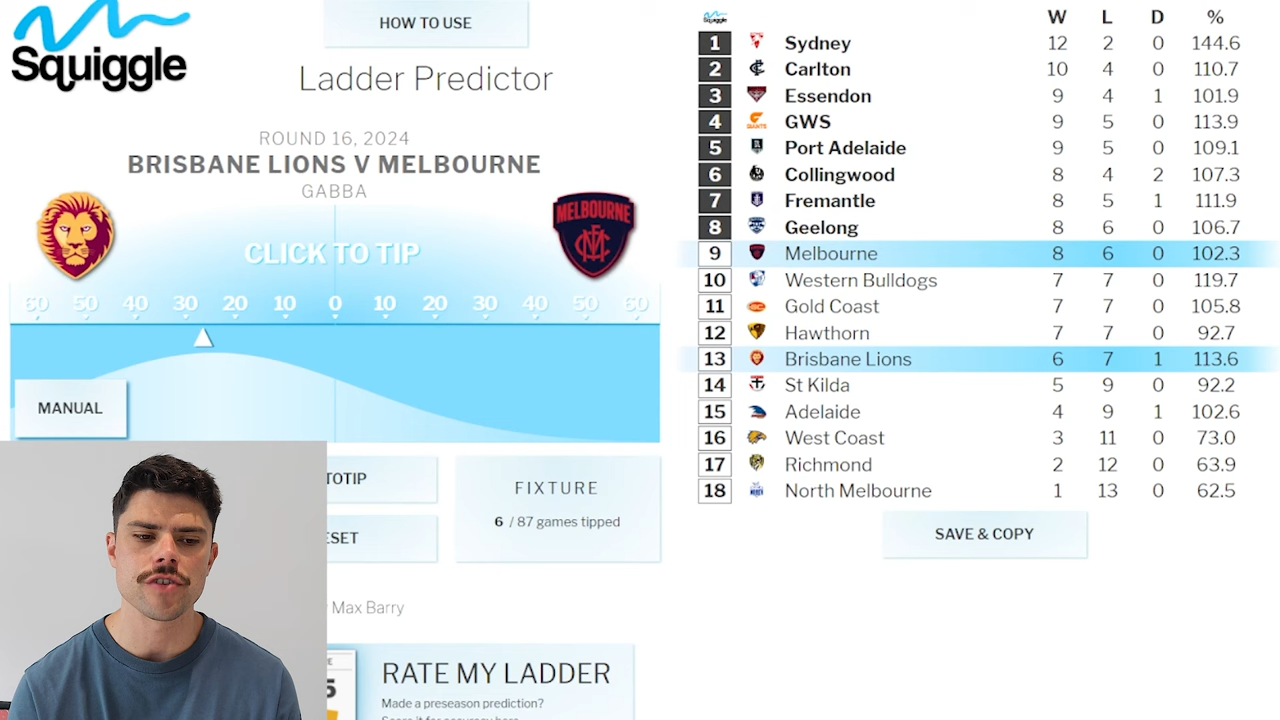 Squiggle
HOW TO USE
Ladder Predictor
ROUND 16, 2024
BRISBANE LIONS V MELBOURNE
GABBA
MELBOURNE
CLICK TO TIP
60 50 40 30 20 10 0 10 20 30 40 50 60
MANUAL
TOTIP
ESET
FIXTURE
6 / 87 games tipped
Max Barry
5
RATE MY LADDER
Made a preseason prediction?
Score it for accuracy here
Squiggle W L D %
1 Sydney 12 2 0 144.6
2 Carlton 10 4 0 110.7
3 Essendon 9 4 1 101.9
4 GWS 9 5 0 113.9
5 Port Adelaide 9 5 0 109.1
6 Collingwood 8 4 2 107.3
7 Fremantle 8 5 1 111.9
8 Geelong 8 6 0 106.7
9 Melbourne 8 6 0 102.3
10 Western Bulldogs 7 7 0 119.7
11 Gold Coast 7 7 0 105.8
12 Hawthorn 7 7 0 92.7
13 Brisbane Lions 6 7 1 113.6
14 St Kilda 5 9 0 92.2
15 Adelaide 4 9 1 102.6
16 West Coast 3 11 0 73.0
17 Richmond 2 12 0 63.9
18 North Melbourne 1 13 0 62.5
SAVE & COPY